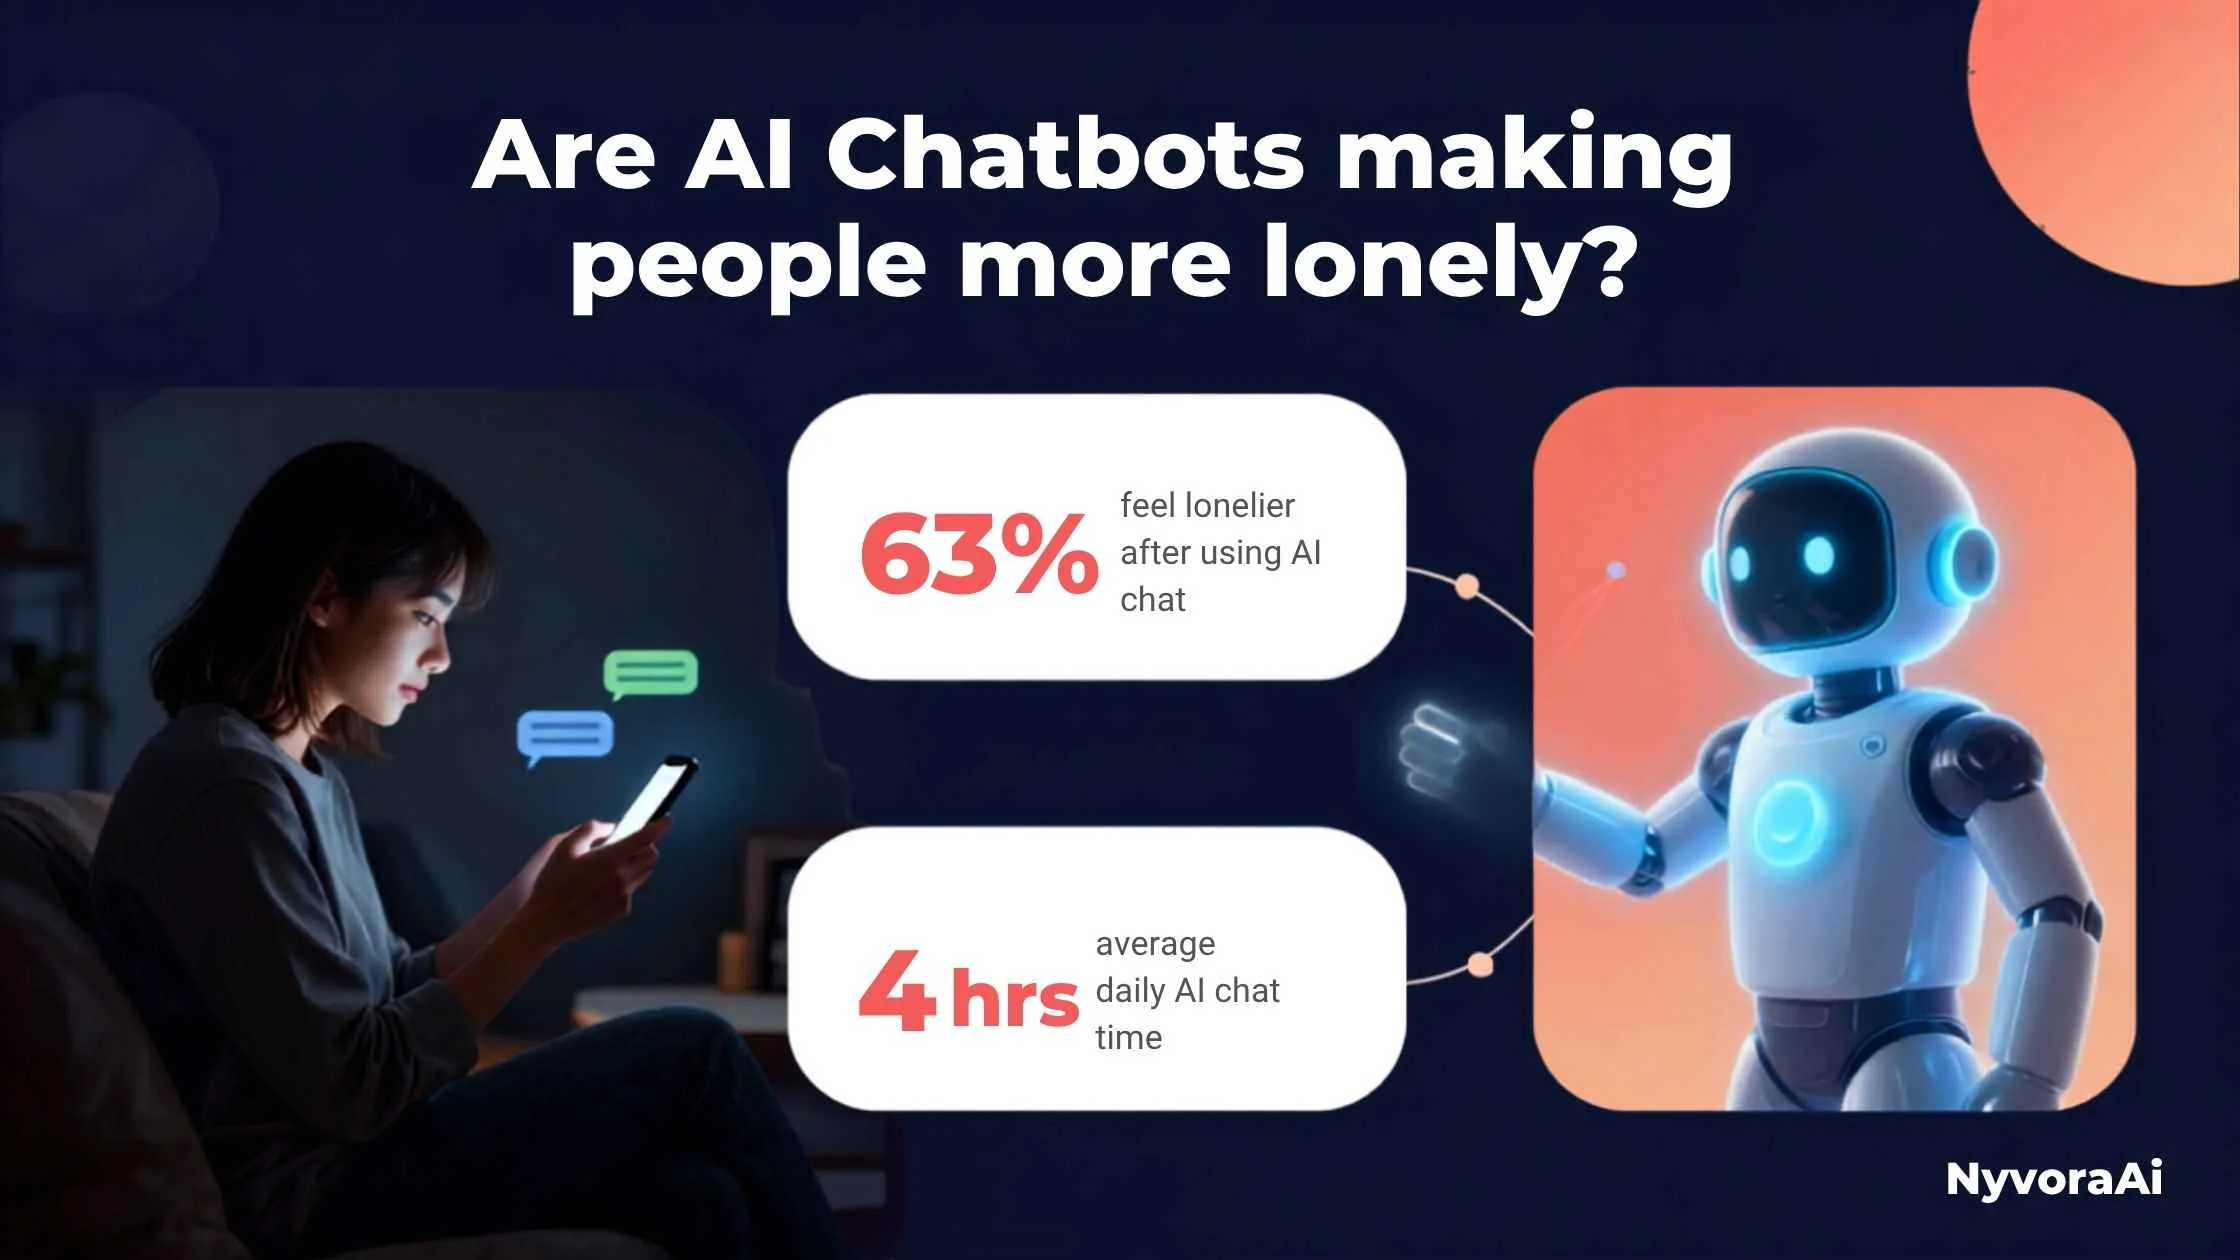 Are AI Chatbots making
people more lonely?
63%
feel lonelier
after using AI
chat
4 hrs
average
daily AI chat
time
NyvoraAi